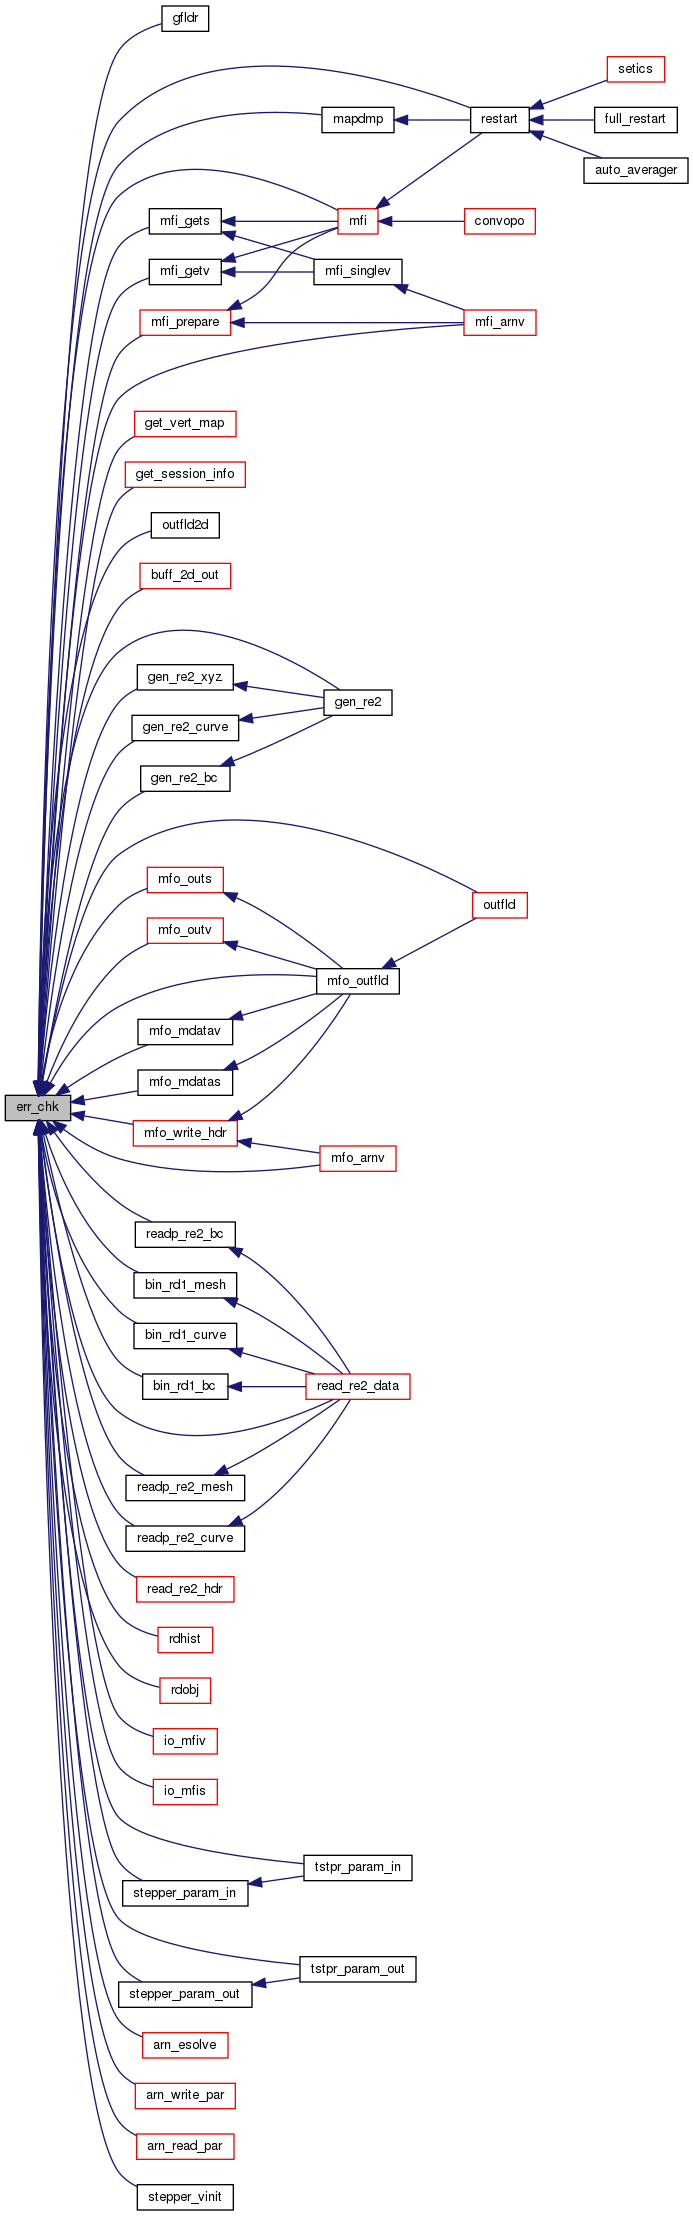 gfldr
setics
restart
full_restart
mapdmp
auto_averager
mfi_gets
mfi
convopo
mfi_getv
mfi_singlev
mfi_prepare
mfi_arnv
get_vert_map
get_session_info
outfld2d
buff_2d_out
gen_re2_xyz
gen_re2
gen_re2_curve
gen_re2_bc
mfo_outs
outfld
mfo_outv
mfo_outfld
mfo_mdatav
mfo_mdatas
err_chk
mfo_write_hdr
mfo_arnv
readp_re2_bc
bin_rd1_mesh
bin_rd1_curve
bin_rd1_bc
read_re2_data
readp_re2_mesh
readp_re2_curve
read_re2_hdr
rdhist
rdobj
io_mfiv
io_mfis
tstpr_param_in
stepper_param_in
tstpr_param_out
stepper_param_out
arn_esolve
arn_write_par
arn_read_par
stepper_vinit